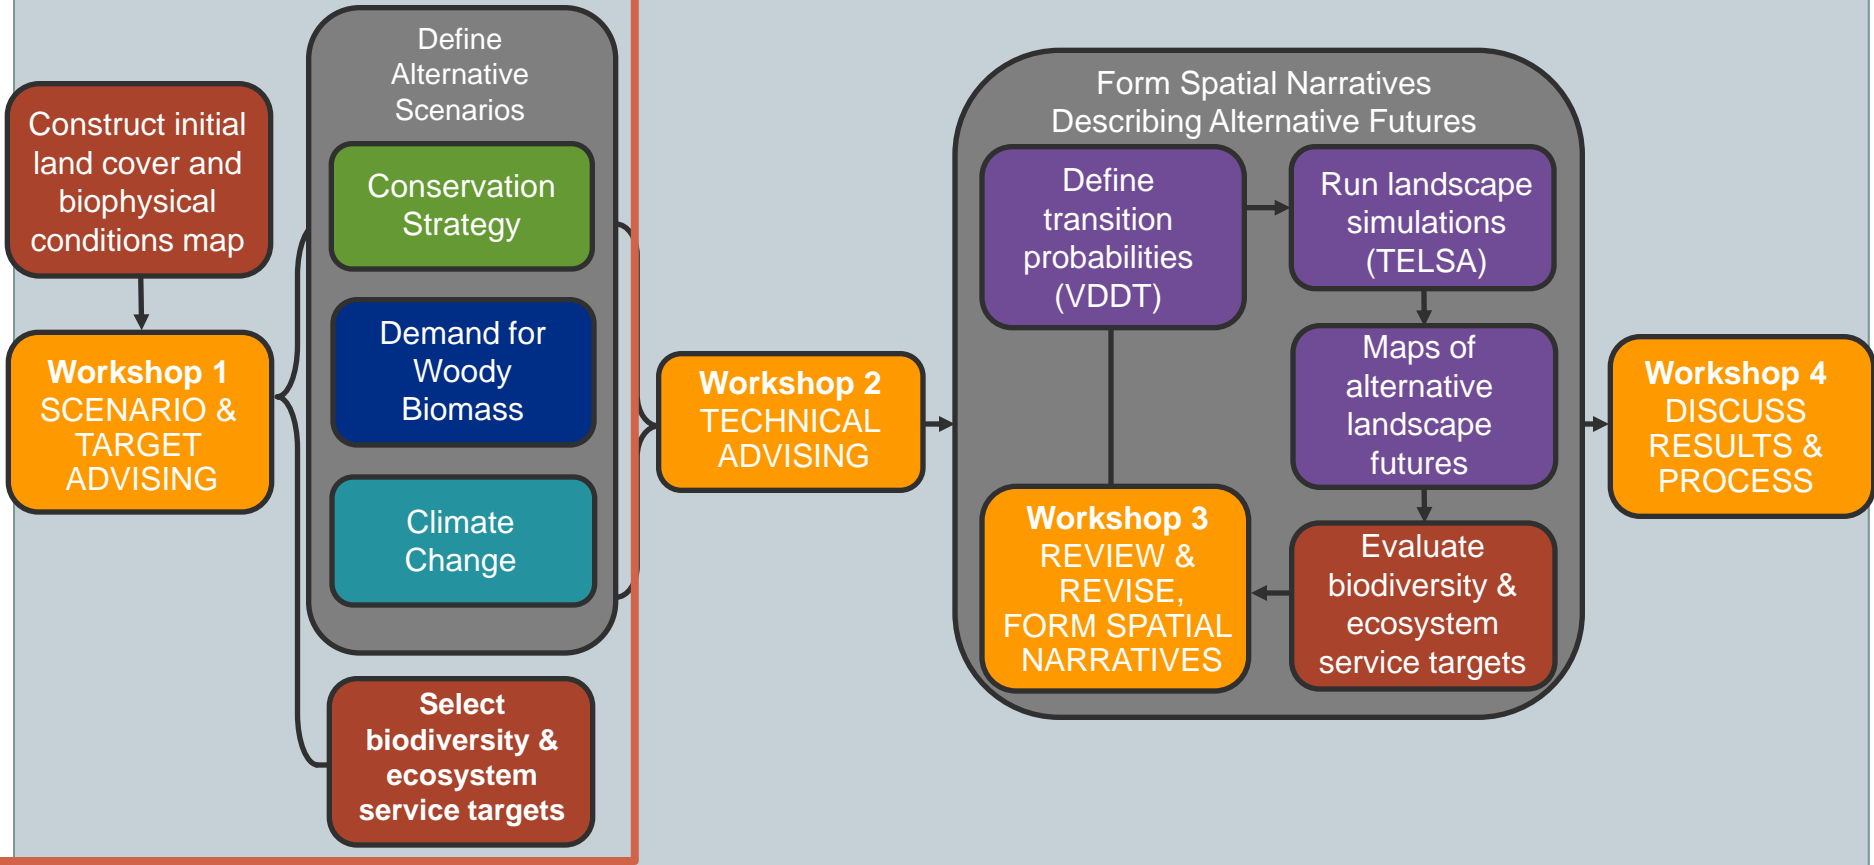 Construct initial
land cover and
biophysical
conditions map
Workshop 1
SCENARIO &
TARGET
ADVISING
Define
Alternative
Scenarios
Conservation
Strategy
Demand for
Woody
Biomass
Climate
Change
Select
biodiversity &
ecosystem
service targets
Workshop 2
TECHNICAL
ADVISING
Form Spatial Narratives
Describing Alternative Futures
Define
transition
probabilities
(VDDT)
Run landscape
simulations
(TELSA)
Maps of
alternative
landscape
futures
Evaluate
biodiversity &
ecosystem
service targets
Workshop 3
REVIEW &
REVISE,
FORM SPATIAL
NARRATIVES
Workshop 4
DISCUSS
RESULTS &
PROCESS